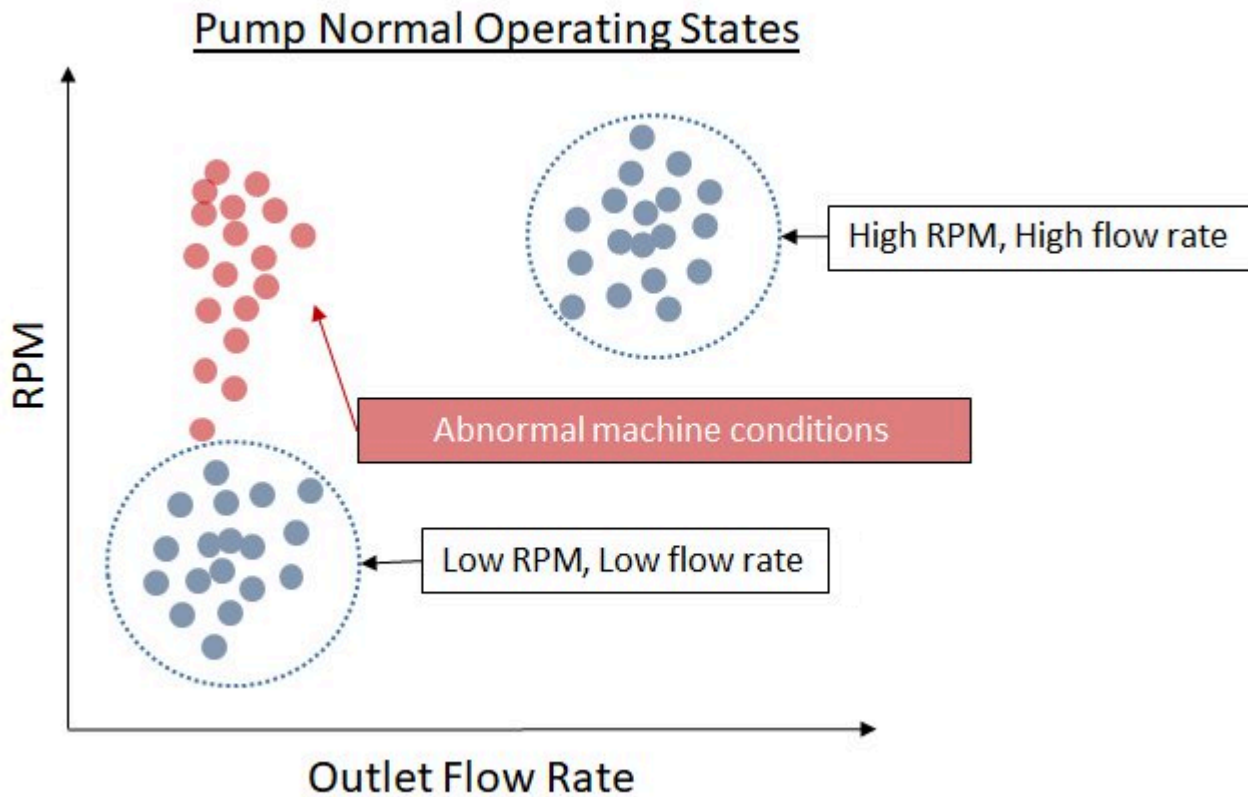 Pump Normal Operating States
RPM
High RPM, High flow rate
Abnormal machine conditions
Low RPM, Low flow rate
Outlet Flow Rate